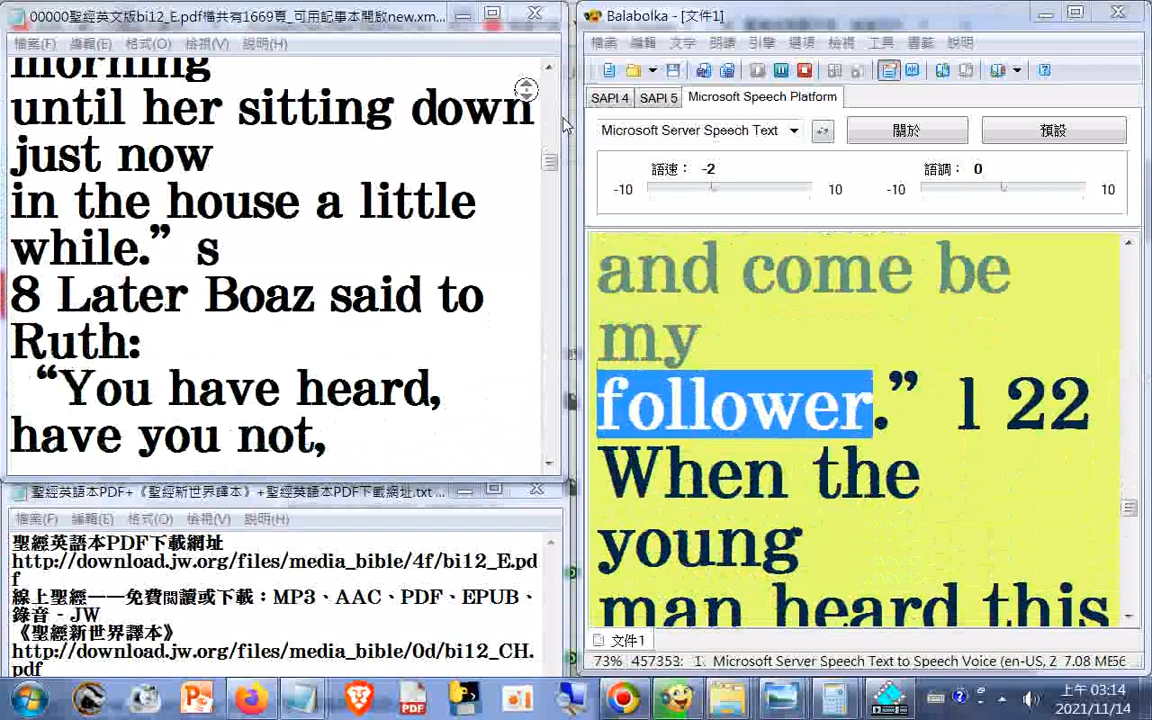 00000聖經英文版bi12_E.pdf檔共有1669頁_可用記事本開啟new.xm...
檔案(F) 編輯(E) 格式(O) 檢視(V) 說明(H)
morning
until her sitting down
just now
in the house a little
while.” s
8 Later Boaz said to
Ruth:
“You have heard,
have you not,
聖經英語本PDF+《聖經新世界譯本》+聖經英語本PDF下載網址.txt ...
檔案(F) 編輯(E) 格式(O) 檢視(V) 說明(H)
聖經英語本PDF下載網址
http://download.jw.org/files/media_bible/4f/bi12_E.pd
f
線上聖經——免費閱讀或下載：MP3、AAC、PDF、EPUB、
錄音 - JW
《聖經新世界譯本》
http://download.jw.org/files/media_bible/0d/bi12_CH.
pdf
Balabolka - [文件1]
檔案 編輯 文字 朗讀 引擎 選項 檢視 工具 書籤 說明
SAPI 4 SAPI 5 Microsoft Speech Platform
Microsoft Server Speech Text 關於 預設
語速： -2 語調： 0
-10 10 -10 10
and come be
my
follower.” l 22
When the
young
man heard this
文件1
73% 457353: 1. Microsoft Server Speech Text to Speech Voice (en-US, Z 7.08 ME
上午 03:14
2021/11/14